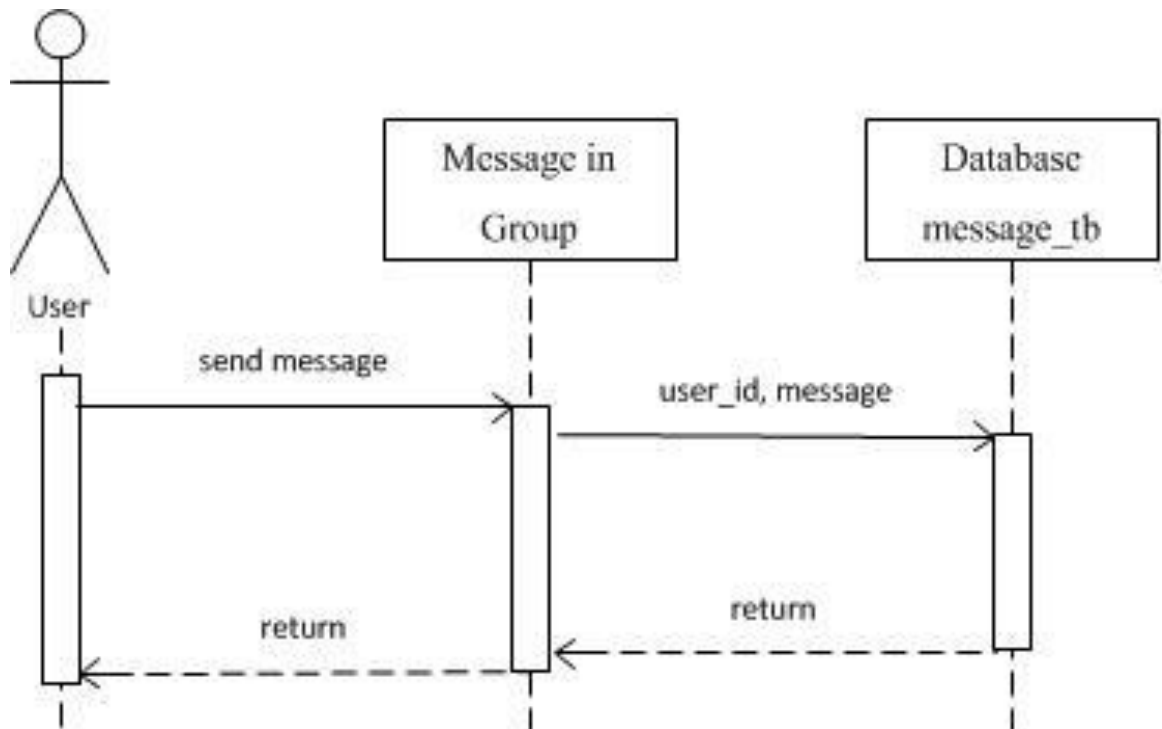 Message in
Group
Database
message_tb
User
send message
user_id, message
return
return